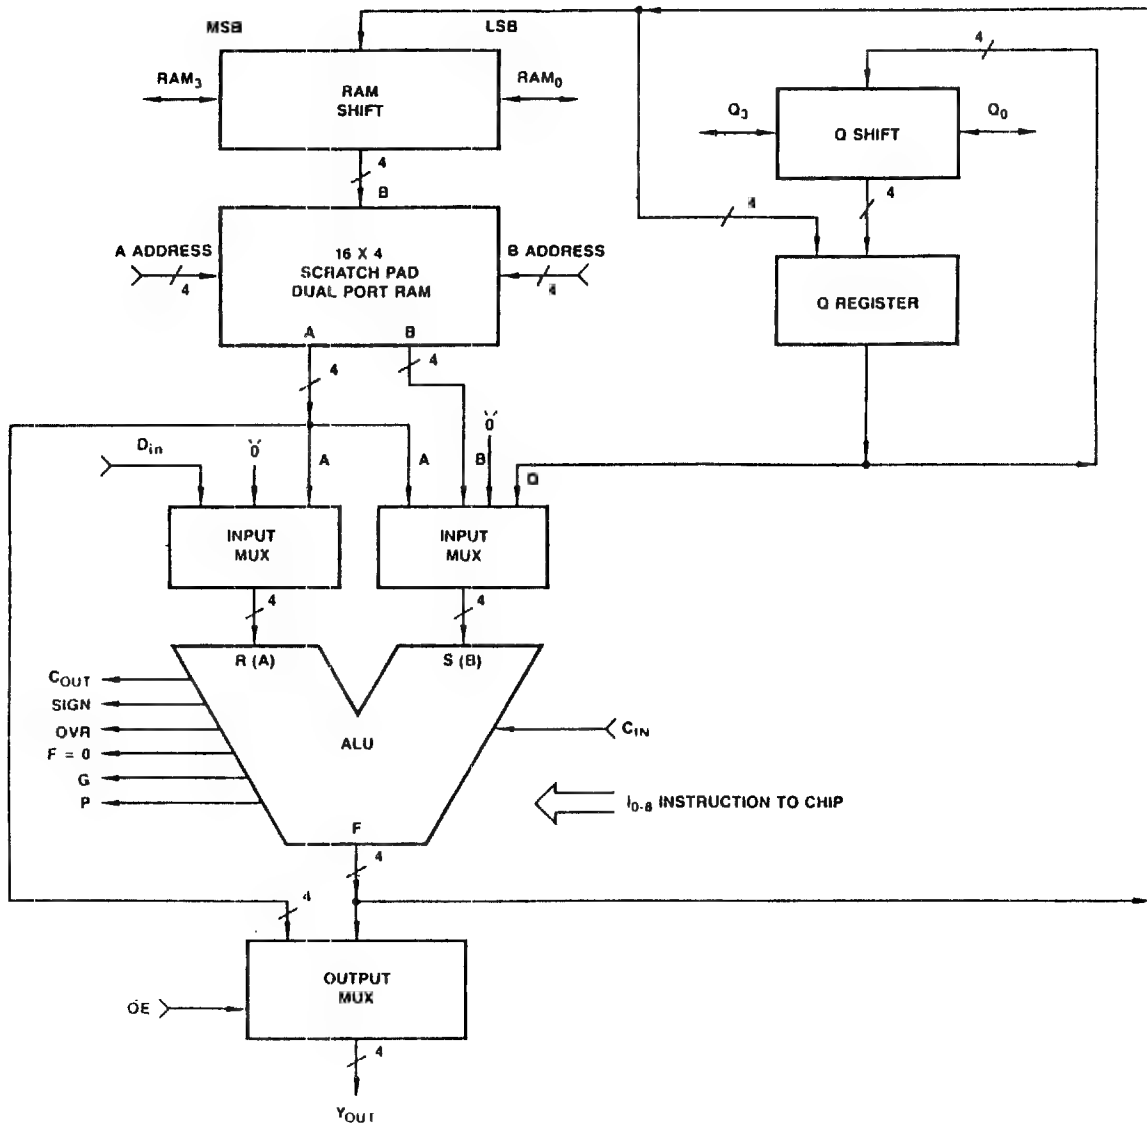 MSB
LSB
4
RAM3
RAM SHIFT
RAM0
Q3
Q SHIFT
Q0
4
B
4
4
A ADDRESS
4
16 X 4
SCRATCH PAD
DUAL PORT RAM
B ADDRESS
4
Q REGISTER
A
B
4
4
Din
'0'
A
A
B
'0'
Q
INPUT
MUX
INPUT
MUX
4
4
R (A)
S (B)
COUT
SIGN
OVR
F = 0
G
P
ALU
CIN
I0-8 INSTRUCTION TO CHIP
F
4
4
OUTPUT
MUX
OE
4
YOUT